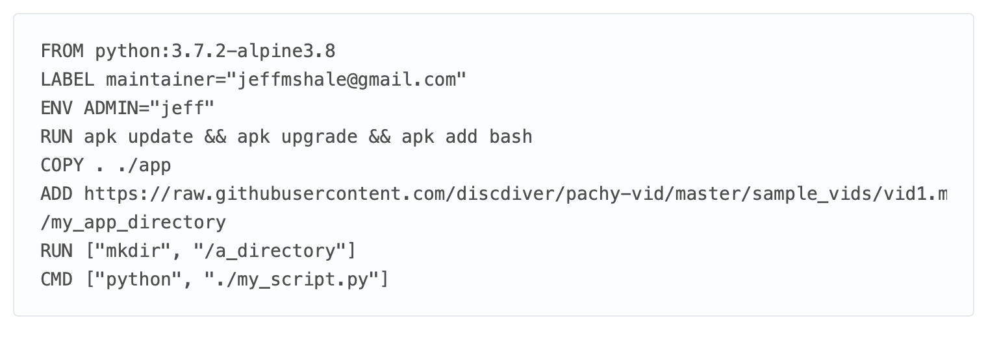 FROM python:3.7.2-alpine3.8
LABEL maintainer="jeffmshale@gmail.com"
ENV ADMIN="jeff"
RUN apk update && apk upgrade && apk add bash
COPY . ./app
ADD https://raw.githubusercontent.com/discdiver/pachy-vid/master/sample_vids/vid1.m
/my_app_directory
RUN ["mkdir", "/a_directory"]
CMD ["python", "./my_script.py"]